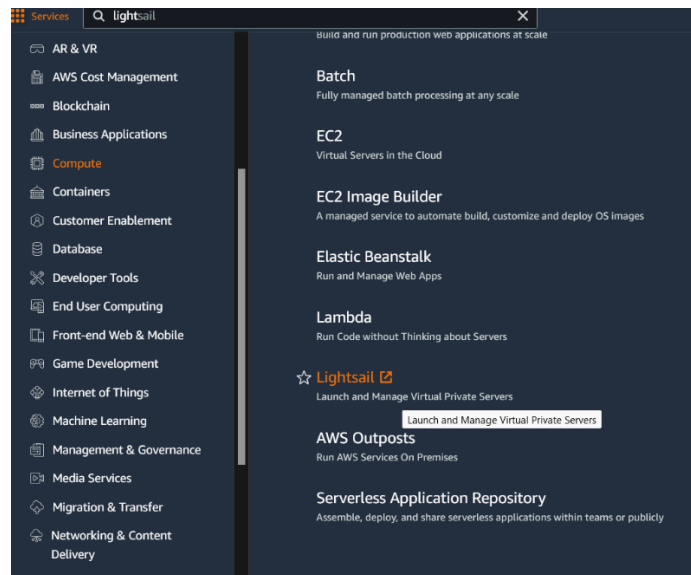 Services
lightsail
AR & VR
AWS Cost Management
Blockchain
Business Applications
Compute
Containers
Customer Enablement
Database
Developer Tools
End User Computing
Front-end Web & Mobile
Game Development
Internet of Things
Machine Learning
Management & Governance
Media Services
Migration & Transfer
Networking & Content
Delivery
Build and run production web applications at scale
Batch
Fully managed batch processing at any scale
EC2
Virtual Servers in the Cloud
EC2 Image Builder
A managed service to automate build, customize and deploy OS images
Elastic Beanstalk
Run and Manage Web Apps
Lambda
Run Code without Thinking about Servers
Lightsail
Launch and Manage Virtual Private Servers
Launch and Manage Virtual Private Servers
AWS Outposts
Run AWS Services On Premises
Serverless Application Repository
Assemble, deploy, and share serverless applications within teams or publicly